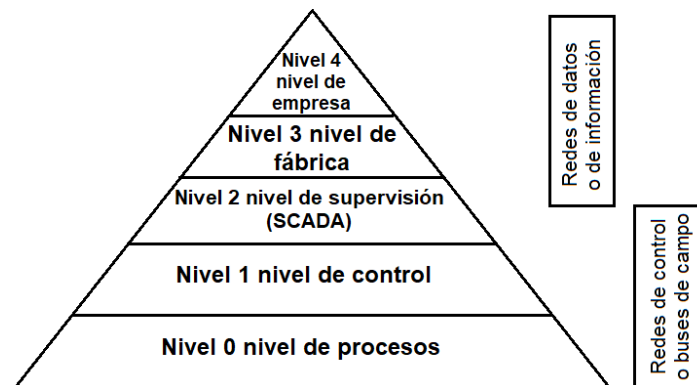 Nivel 4
nivel de
empresa
Nivel 3 nivel de
fábrica
Nivel 2 nivel de supervisión
(SCADA)
Nivel 1 nivel de control
Nivel 0 nivel de procesos
Redes de datos
o de información
Redes de control
o buses de campo